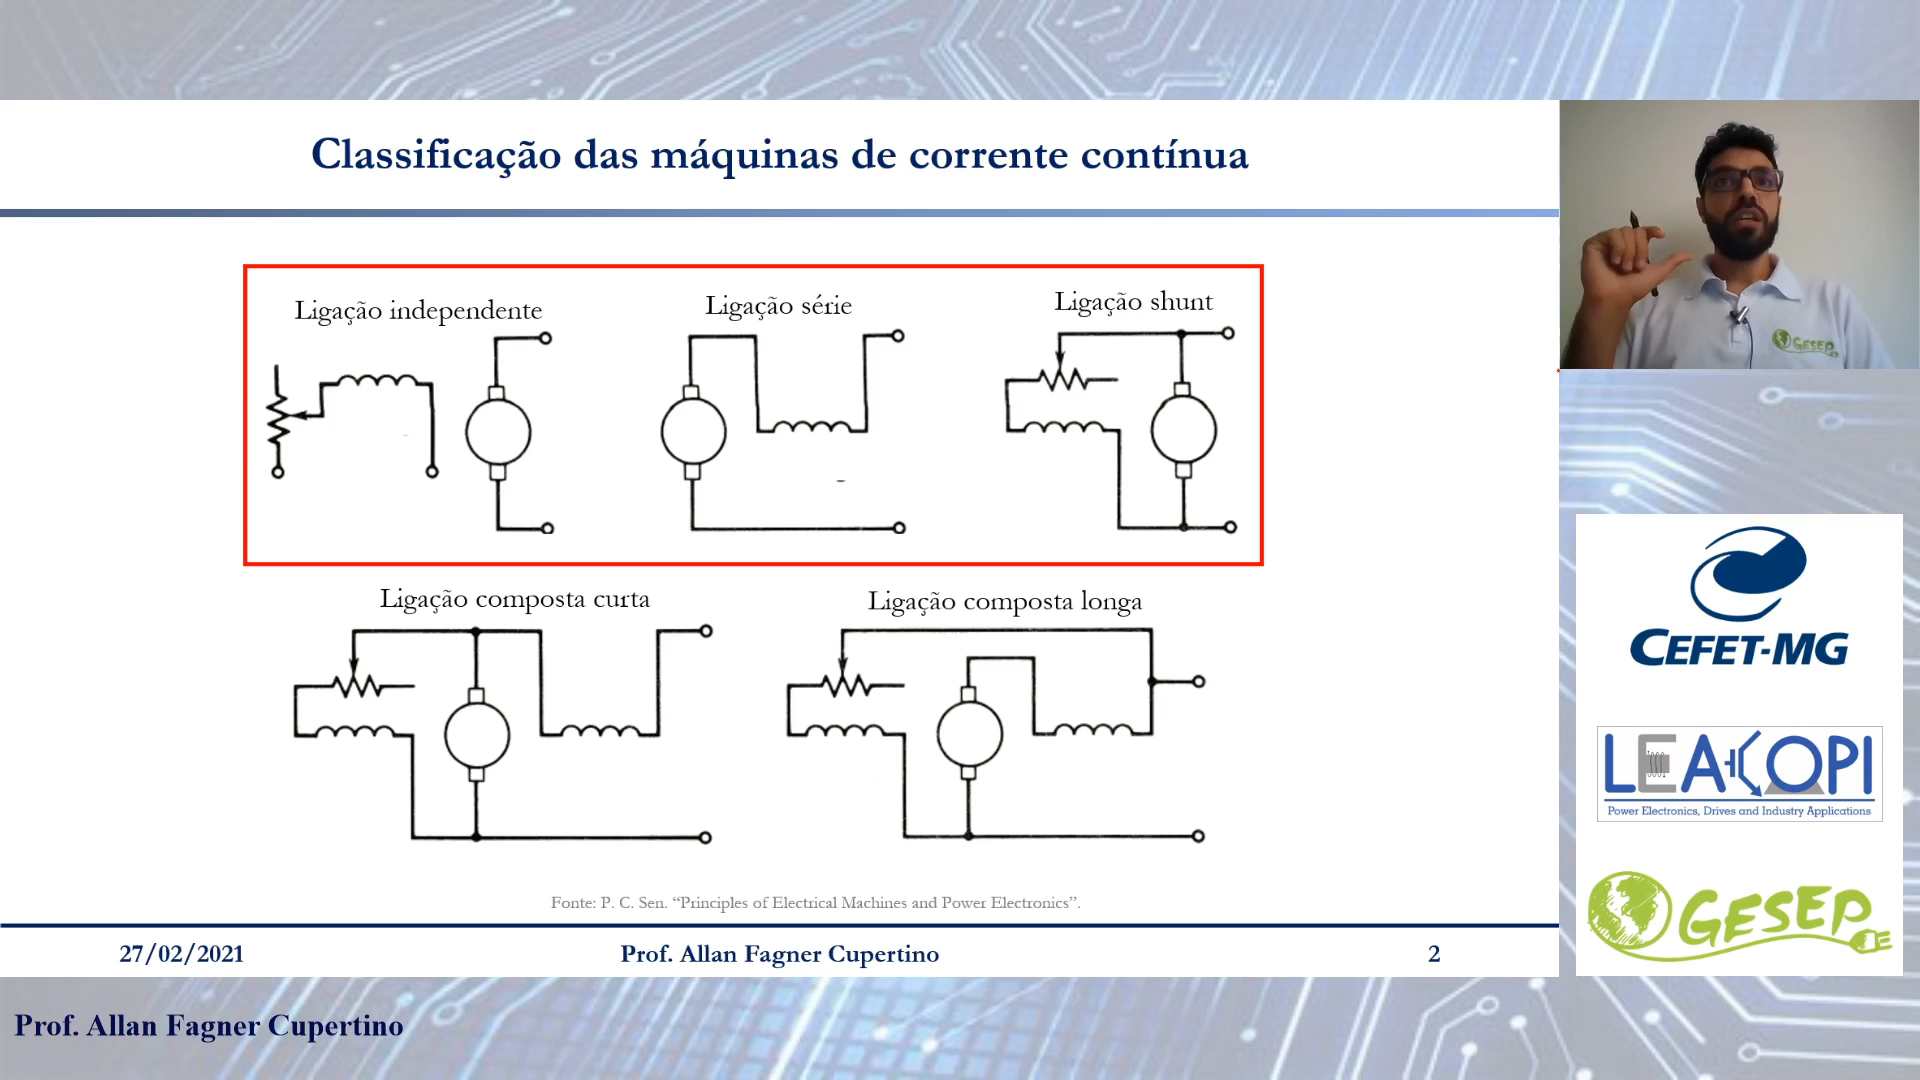 Classificação das máquinas de corrente contínua
Ligação independente
Ligação série
Ligação shunt
GESEP
Ligação composta curta
Ligação composta longa
CEFET-MG
LEACOPI
Power Electronics, Drives and Industry Applications
GESEP
Fonte: P. C. Sen. “Principles of Electrical Machines and Power Electronics”.
27/02/2021
Prof. Allan Fagner Cupertino
2
Prof. Allan Fagner Cupertino